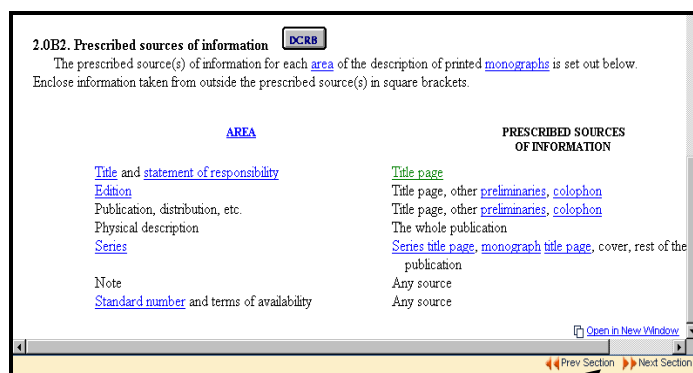 2.0B2. Prescribed sources of information DCRB
The prescribed source(s) of information for each area of the description of printed monographs is set out below.
Enclose information taken from outside the prescribed source(s) in square brackets.
AREA PRESCRIBED SOURCES
OF INFORMATION
Title and statement of responsibility Title page
Edition Title page, other preliminaries, colophon
Publication, distribution, etc. Title page, other preliminaries, colophon
Physical description The whole publication
Series Series title page, monograph title page, cover, rest of the
publication
Note Any source
Standard number and terms of availability Any source
Open in New Window
Prev Section Next Section